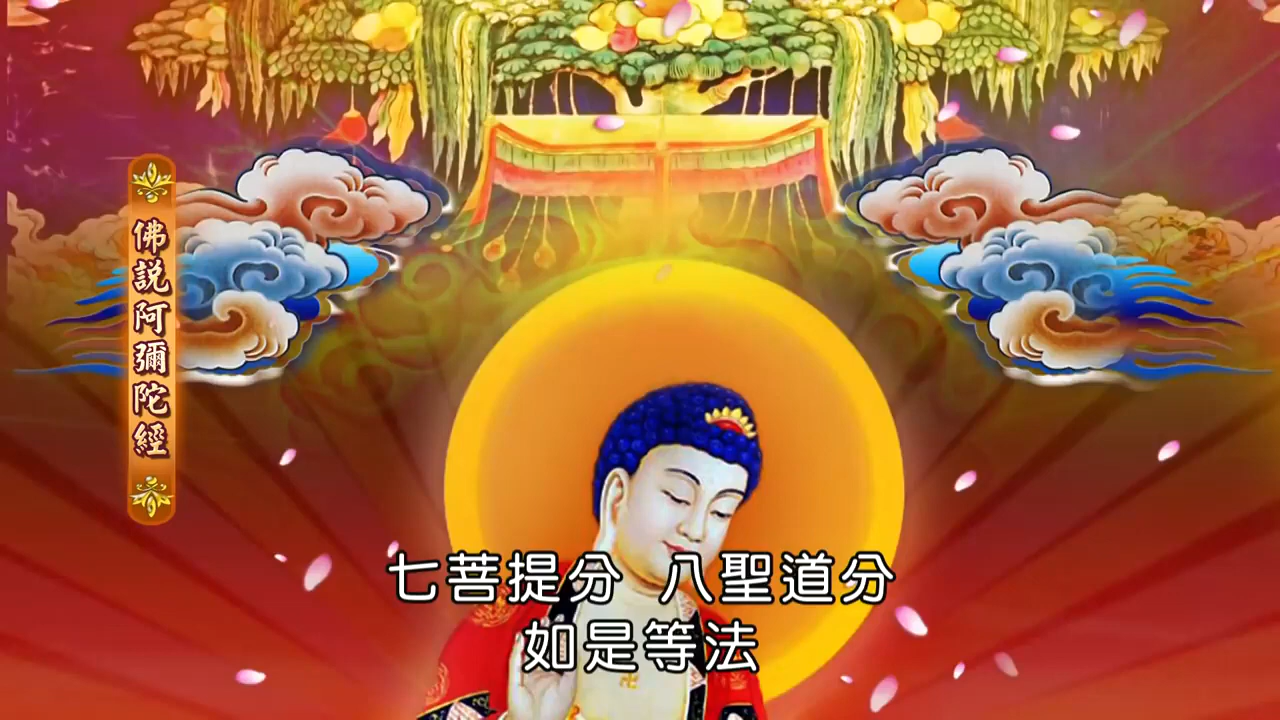 佛說阿彌陀經
七菩提分 八聖道分
如是等法